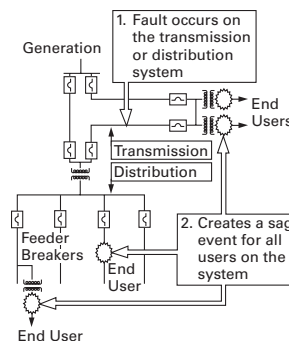 1. Fault occurs on
the transmission
or distribution
system
Generation
End
Users
Transmission
Distribution
Feeder
Breakers
End
User
2. Creates a sag
event for all
users on the
system
End User